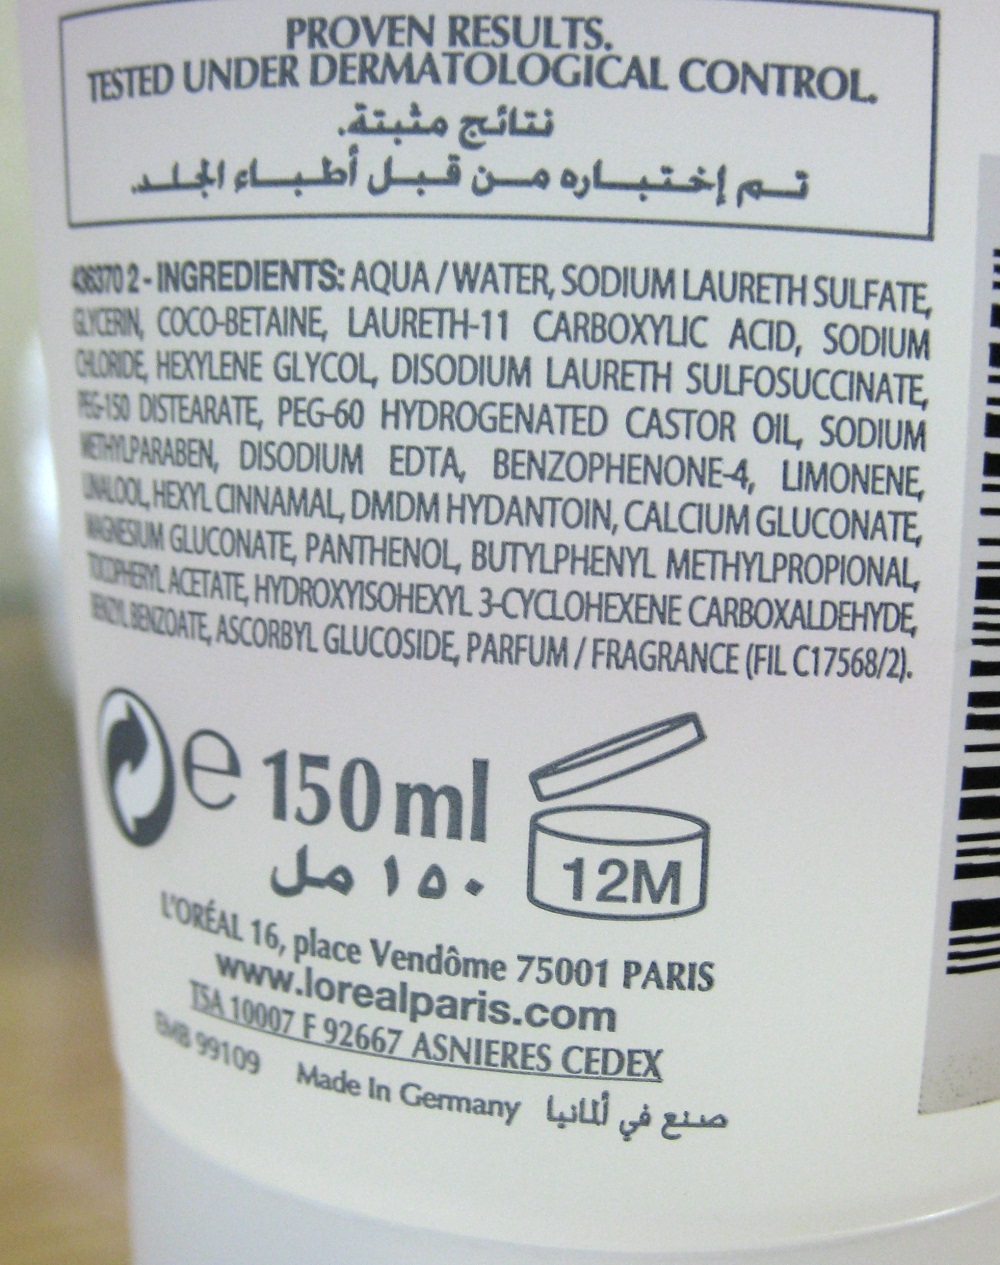 PROVEN RESULTS.
TESTED UNDER DERMATOLOGICAL CONTROL.
نتائج مثبتة.
تم إختباره من قبل أطباء الجلد.
436370 2 - INGREDIENTS: AQUA / WATER, SODIUM LAURETH SULFATE,
GLYCERIN, COCO-BETAINE, LAURETH-11 CARBOXYLIC ACID, SODIUM
CHLORIDE, HEXYLENE GLYCOL, DISODIUM LAURETH SULFOSUCCINATE,
PEG-150 DISTEARATE, PEG-60 HYDROGENATED CASTOR OIL, SODIUM
METHYLPARABEN, DISODIUM EDTA, BENZOPHENONE-4, LIMONENE,
LINALOOL, HEXYL CINNAMAL, DMDM HYDANTOIN, CALCIUM GLUCONATE,
MAGNESIUM GLUCONATE, PANTHENOL, BUTYLPHENYL METHYLPROPIONAL,
TOCOPHERYL ACETATE, HYDROXYISOHEXYL 3-CYCLOHEXENE CARBOXALDEHYDE,
BENZYL BENZOATE, ASCORBYL GLUCOSIDE, PARFUM / FRAGRANCE (FIL C17568/2).
e 150 ml
١٥٠ مل
12M
L'ORÉAL 16, place Vendôme 75001 PARIS
www.lorealparis.com
TSA 10007 F 92667 ASNIERES CEDEX
EMB 99109 Made In Germany صنع في ألمانيا